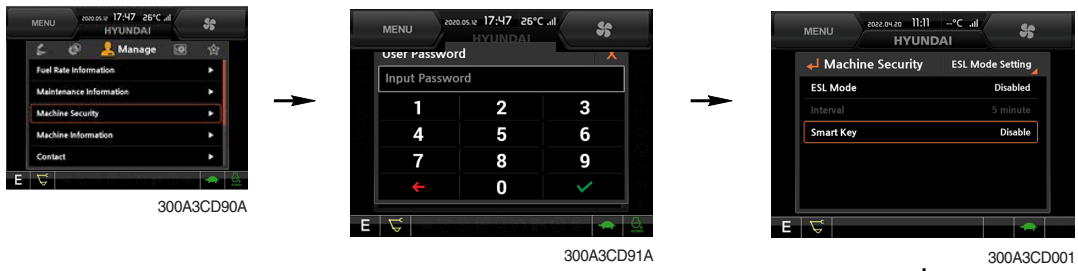 MENU
2020.05.12 17:47 26°C
HYUNDAI
Manage
Fuel Rate Information
Maintenance Information
Machine Security
Machine Information
Contact
E
300A3CD90A
MENU
2020.05.12 17:47 26°C
HYUNDAI
User Password X
Input Password
1 2 3
4 5 6
7 8 9
0
E
300A3CD91A
MENU
2022.04.20 11:11 --°C
HYUNDAI
Machine Security ESL Mode Setting
ESL Mode Disabled
Interval 5 minute
Smart Key Disable
E
300A3CD001